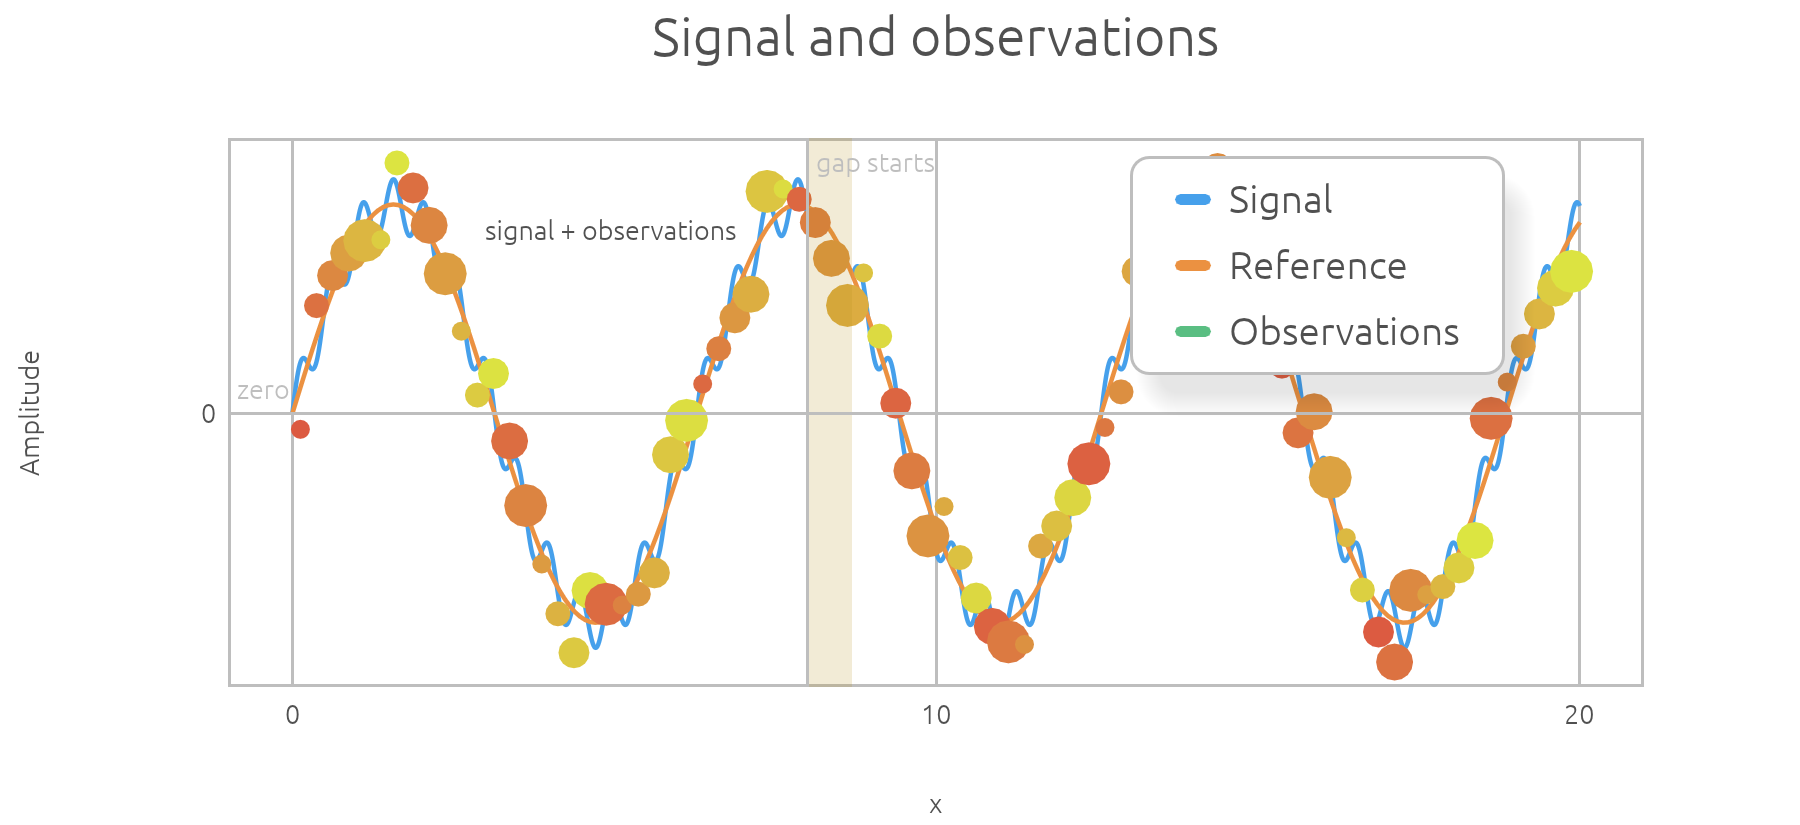 Signal and observations
gap starts
Signal
signal + observations
Reference
Observations
zero
0
Amplitude
0
10
20
x